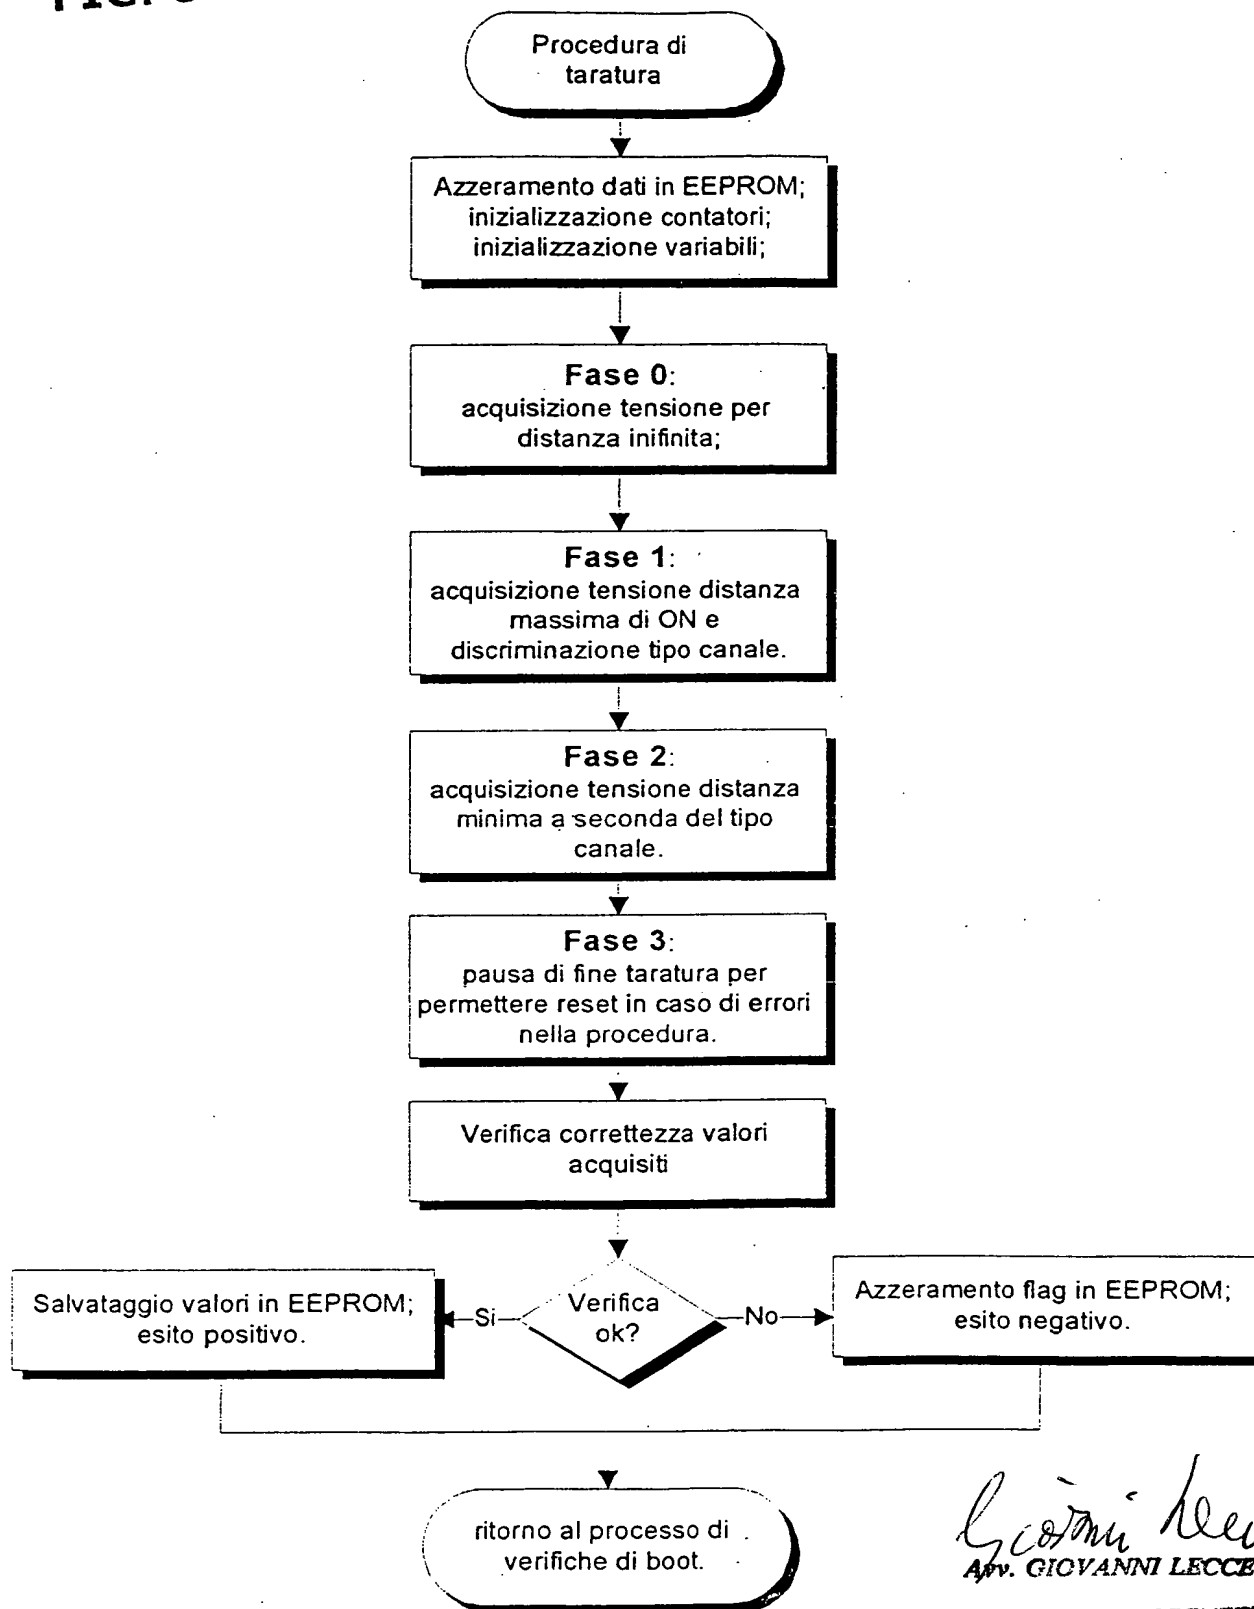 Procedura di
taratura
Azzeramento dati in EEPROM;
inizializzazione contatori;
inizializzazione variabili;
Fase 0:
acquisizione tensione per
distanza inifinita;
Fase 1:
acquisizione tensione distanza
massima di ON e
discriminazione tipo canale.
Fase 2:
acquisizione tensione distanza
minima a seconda del tipo
canale.
Fase 3:
pausa di fine taratura per
permettere reset in caso di errori
nella procedura.
Verifica correttezza valori
acquisiti
Salvataggio valori in EEPROM;
esito positivo.
Si
Verifica
ok?
No
Azzeramento flag in EEPROM;
esito negativo.
ritorno al processo di
verifiche di boot.
Giovanni
Avv. GIOVANNI LECCE